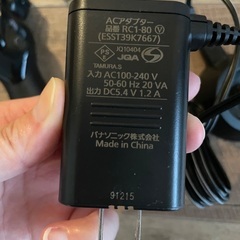 ACアダプター
品番 RC1-80 Ⓥ
(ESST39K7667)
PS
E
JQ10404
JQA
TAMURA.S
入力 AC100-240 V
50-60 Hz 20 VA
出力 DC5.4 V 1.2 A
パナソニック株式会社
Made in China
91215